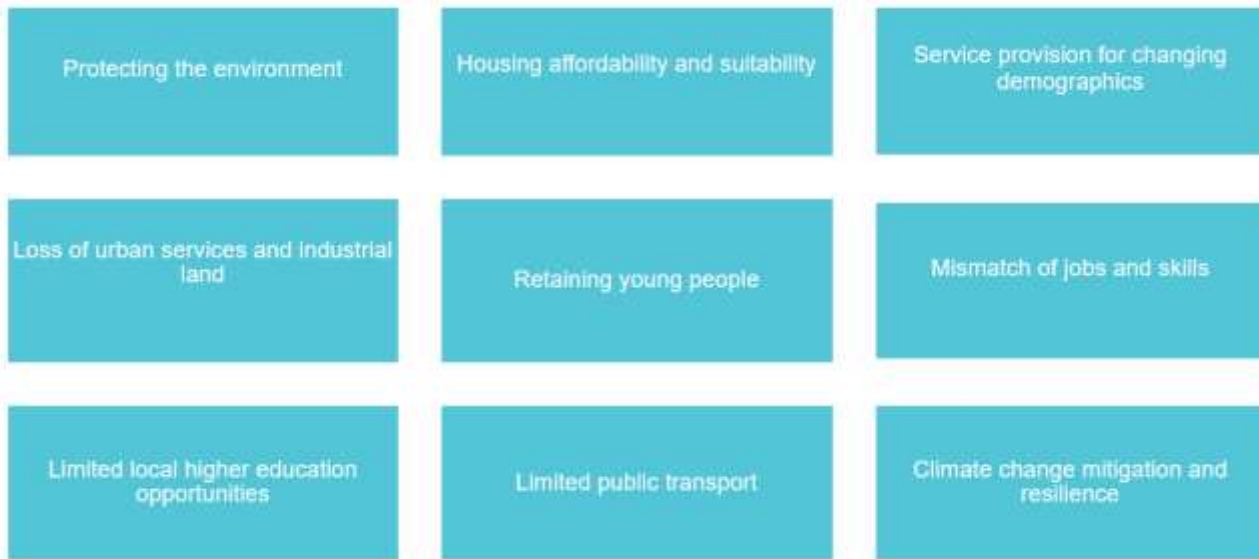 Protecting the environment
Housing affordability and suitability
Service provision for changing
demographics
Loss of urban services and industrial
land
Retaining young people
Mismatch of jobs and skills
Limited local higher education
opportunities
Limited public transport
Climate change mitigation and
resilience